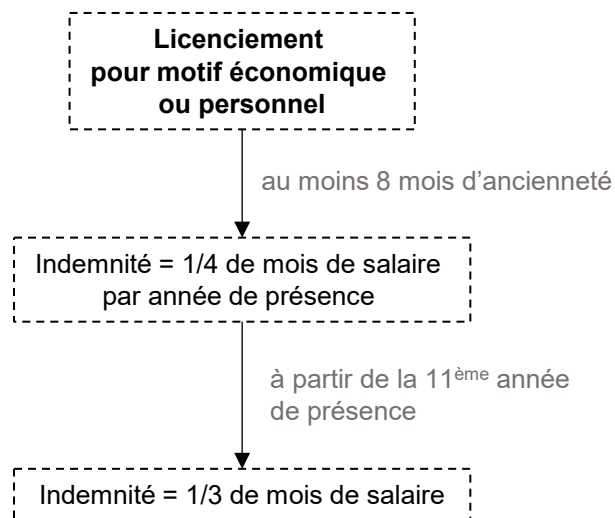 Licenciement
pour motif économique
ou personnel
au moins 8 mois d'ancienneté
Indemnité = 1/4 de mois de salaire
par année de présence
à partir de la 11ème année
de présence
Indemnité = 1/3 de mois de salaire